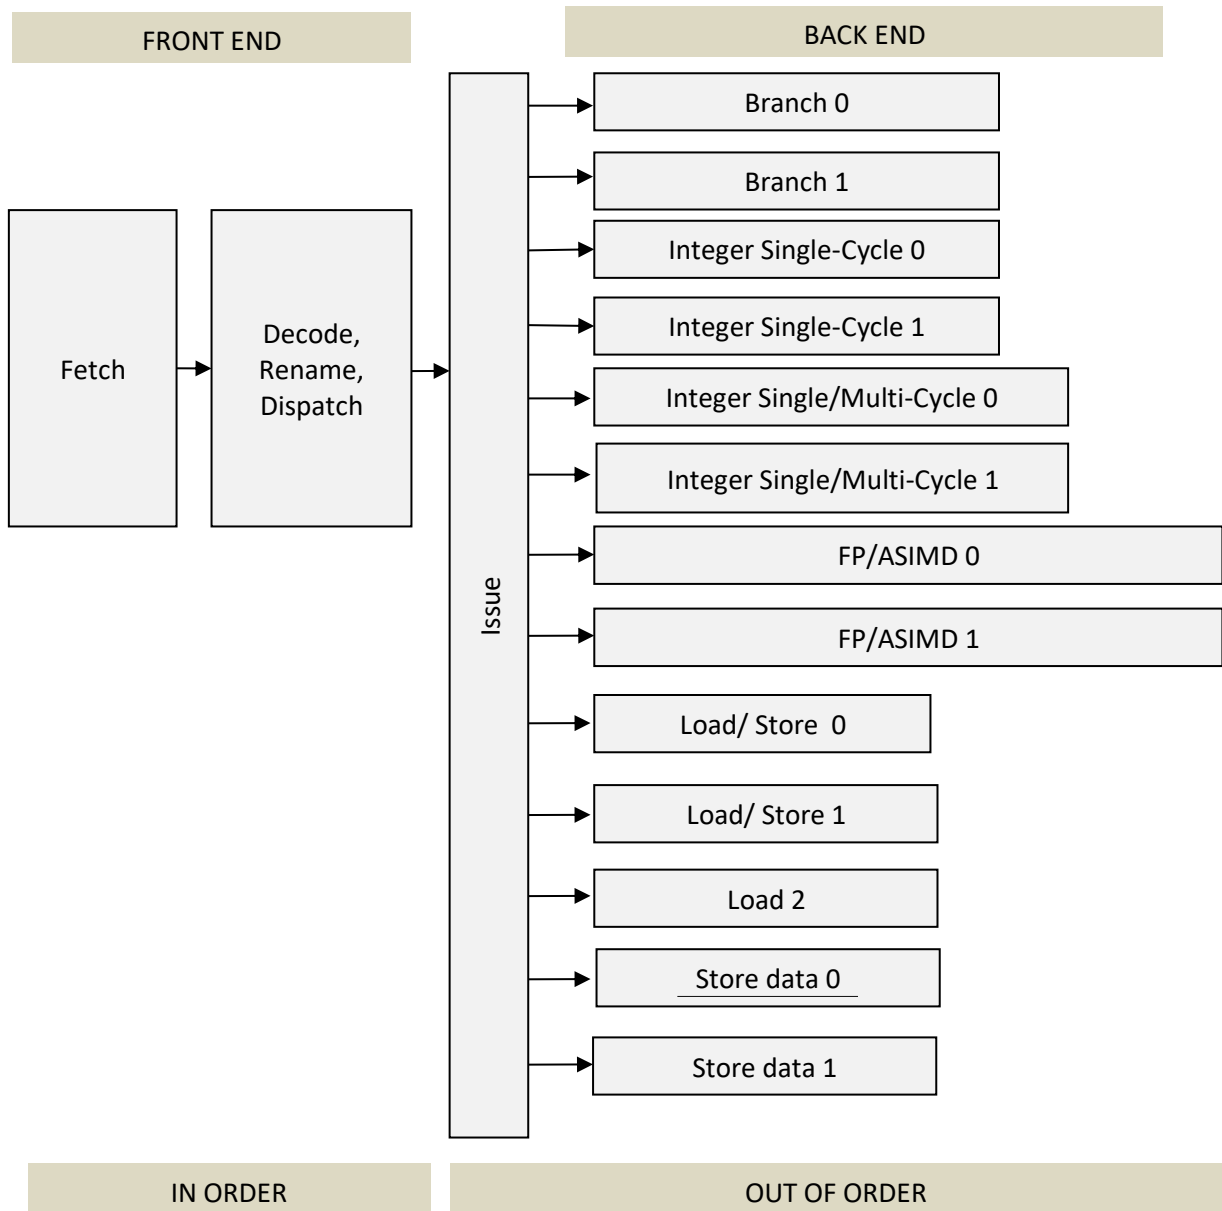 FRONT END
BACK END
Branch 0
Branch 1
Integer Single-Cycle 0
Integer Single-Cycle 1
Fetch
Decode,
Rename,
Dispatch
Integer Single/Multi-Cycle 0
Integer Single/Multi-Cycle 1
Issue
FP/ASIMD 0
FP/ASIMD 1
Load/ Store  0
Load/ Store 1
Load 2
Store data 0
Store data 1
IN ORDER
OUT OF ORDER